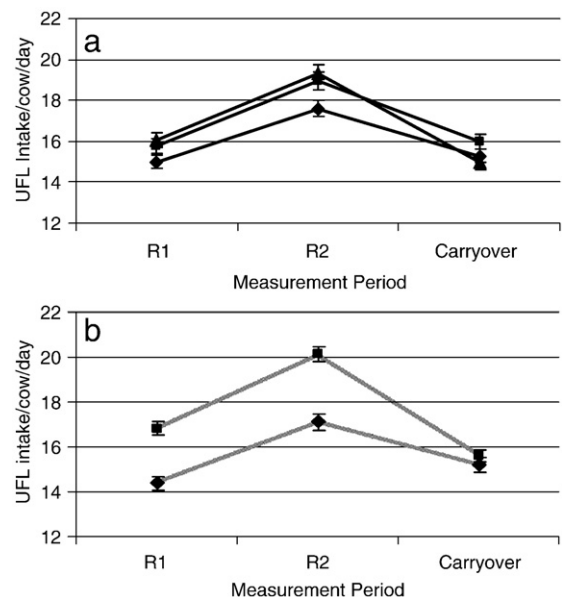 a
UFL Intake/cow/day
22
20
18
16
14
12
R1 R2 Carryover
Measurement Period
b
UFL intake/cow/day
22
20
18
16
14
12
R1 R2 Carryover
Measurement Period